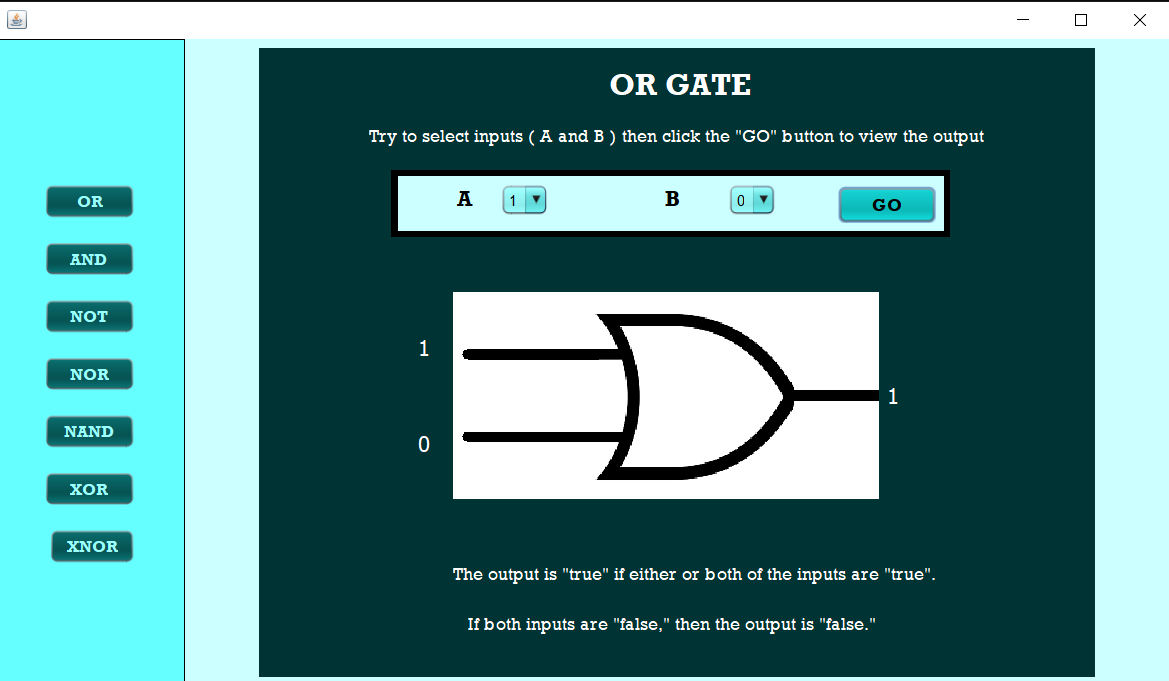 OR GATE
Try to select inputs ( A and B ) then click the "GO" button to view the output
A 1 B 0 GO
OR
AND
NOT
NOR
NAND
XOR
XNOR
1
0
1
The output is "true" if either or both of the inputs are "true".
If both inputs are "false," then the output is "false."